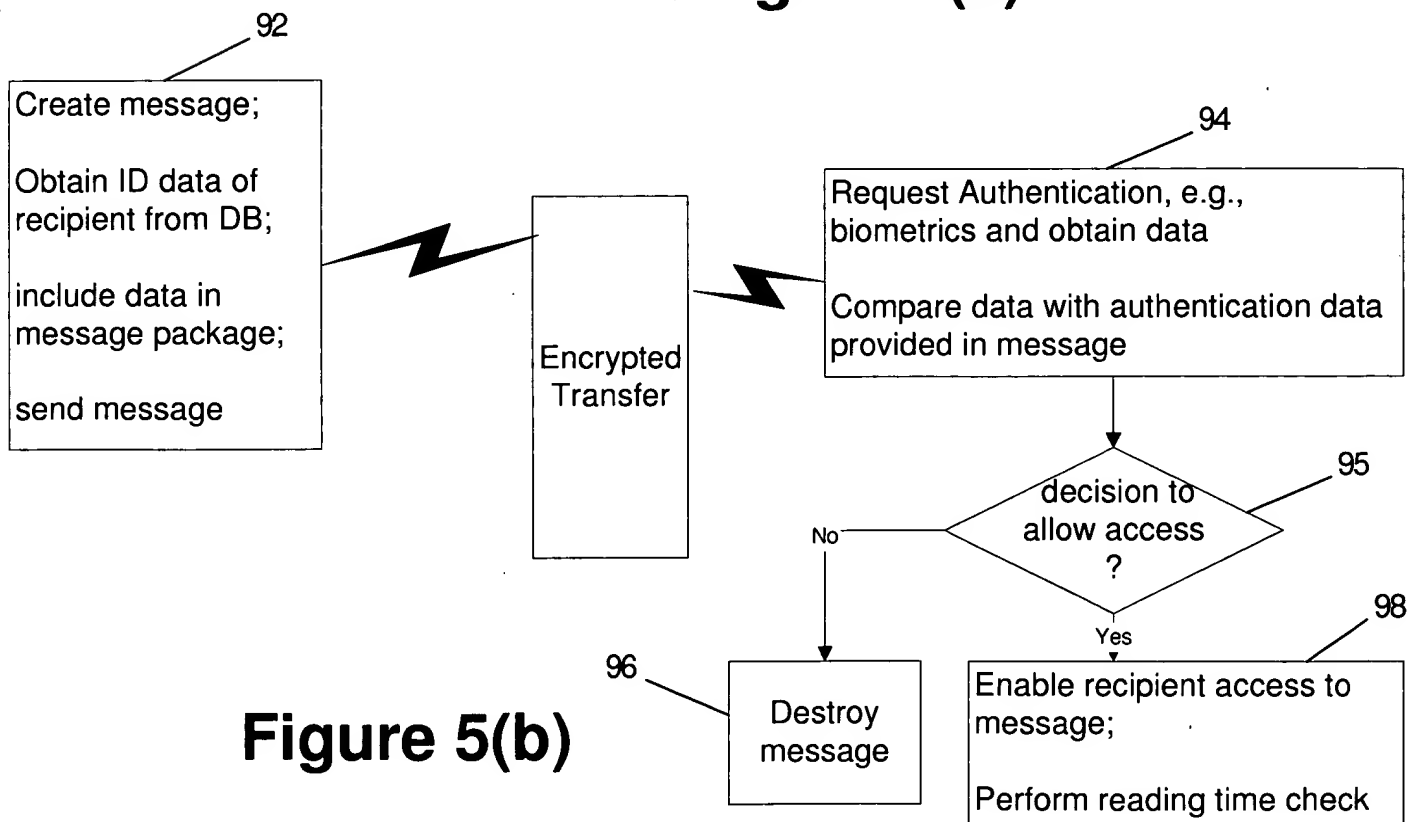 92
Create message;
Obtain ID data of
recipient from DB;
include data in
message package;
send message
Encrypted
Transfer
94
Request Authentication, e.g.,
biometrics and obtain data
Compare data with authentication data
provided in message
95
decision to
allow access
?
No
Yes
96
Destroy
message
98
Enable recipient access to
message;
Perform reading time check
Figure 5(b)